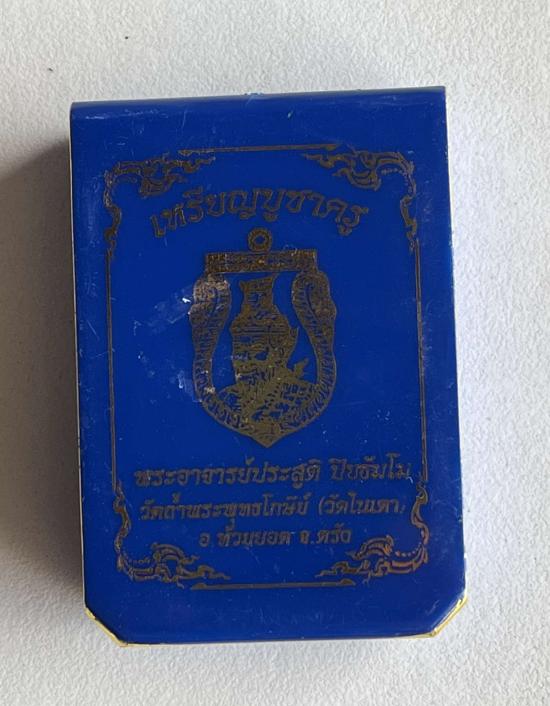 เหรียญบูชาครู
พระอาจารย์ประสูติ ปิยธัมโม
วัดถ้ำพระพุทธโกษีย์ (วัดในเตา)
อ.ห้วยยอด จ.ตรัง